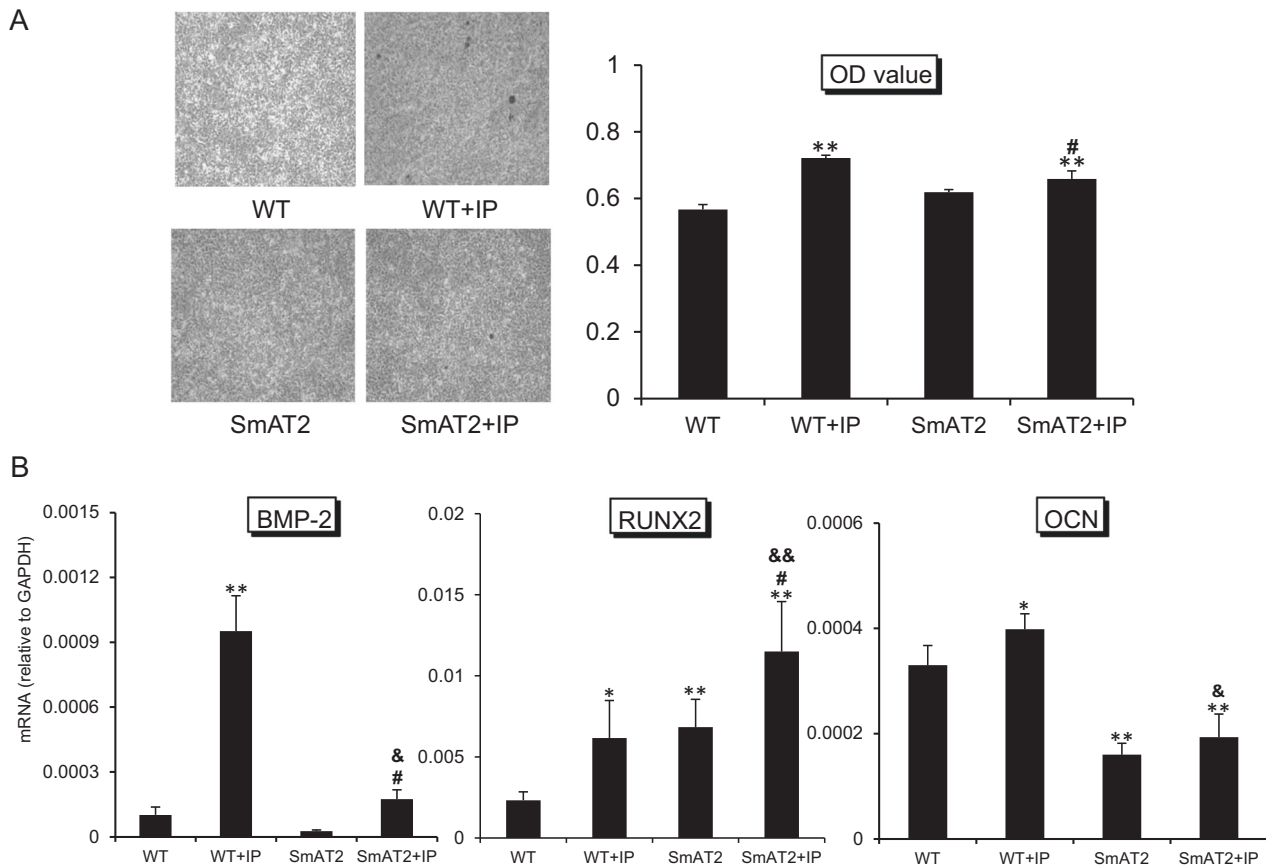 A
WT
WT+IP
SmAT2
SmAT2+IP
OD value
1
0.8
0.6
0.4
0.2
0
**
#
**
WT
WT+IP
SmAT2
SmAT2+IP
B
mRNA (relative to GAPDH)
BMP-2
0.0015
0.0012
0.0009
0.0006
0.0003
0
**
&
#
WT
WT+IP
SmAT2
SmAT2+IP
RUNX2
0.02
0.015
0.01
0.005
0
*
**
&&
#
**
WT
WT+IP
SmAT2
SmAT2+IP
OCN
0.0006
0.0004
0.0002
0
*
**
&
**
WT
WT+IP
SmAT2
SmAT2+IP